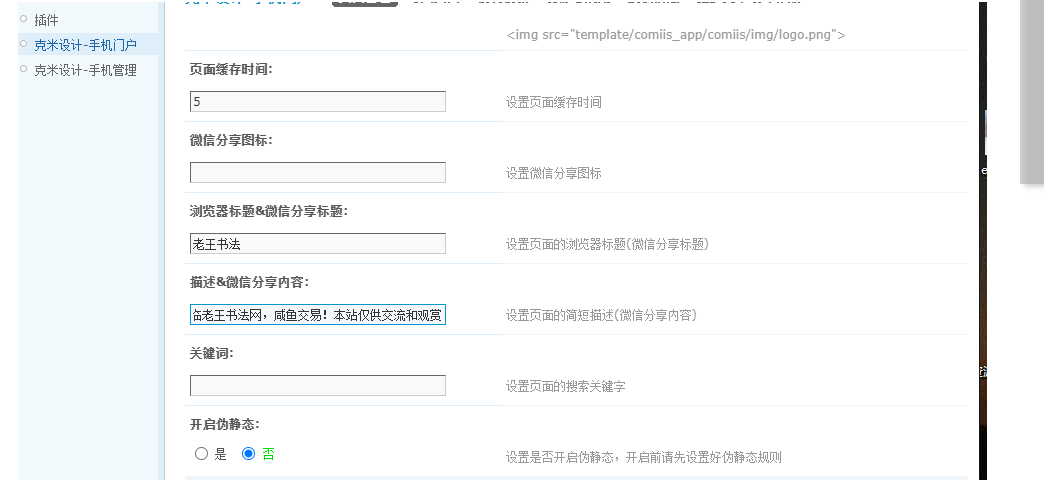 插件
克米设计-手机门户
克米设计-手机管理
<img src="template/comiis_app/comiis/img/logo.png">
页面缓存时间:
5
设置页面缓存时间
微信分享图标:
设置微信分享图标
浏览器标题&微信分享标题:
老王书法
设置页面的浏览器标题(微信分享标题)
描述&微信分享内容:
老王书法网，咸鱼交易！本站仅供交流和观赏
设置页面的简短描述(微信分享内容)
关键词:
设置页面的搜索关键字
开启伪静态:
是 否
设置是否开启伪静态，开启前请先设置好伪静态规则